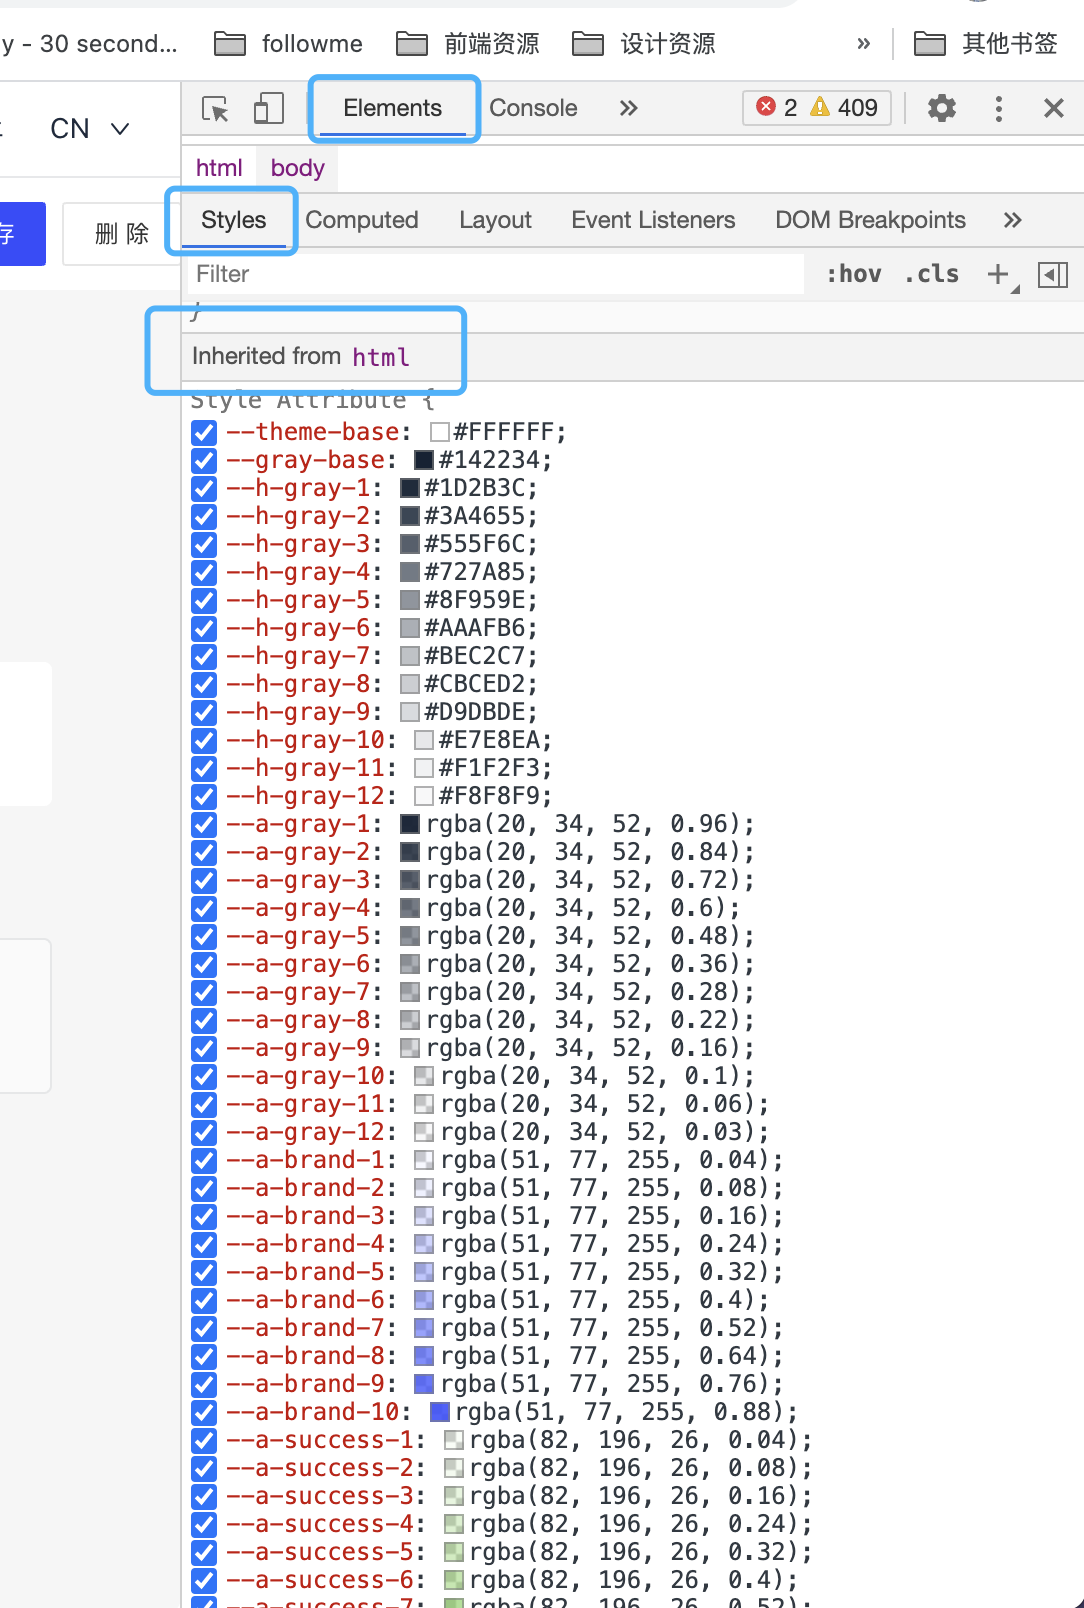 y - 30 second... followme 前端资源 设计资源 » 其他书签
Elements Console » 2 409
CN
html body
Styles Computed Layout Event Listeners DOM Breakpoints »
存 删 除
Filter :hov .cls +
}
Inherited from html
Style Attribute {
--theme-base: #FFFFFF;
--gray-base: #142234;
--h-gray-1: #1D2B3C;
--h-gray-2: #3A4655;
--h-gray-3: #555F6C;
--h-gray-4: #727A85;
--h-gray-5: #8F959E;
--h-gray-6: #AAAFB6;
--h-gray-7: #BEC2C7;
--h-gray-8: #CBCED2;
--h-gray-9: #D9DBDE;
--h-gray-10: #E7E8EA;
--h-gray-11: #F1F2F3;
--h-gray-12: #F8F8F9;
--a-gray-1: rgba(20, 34, 52, 0.96);
--a-gray-2: rgba(20, 34, 52, 0.84);
--a-gray-3: rgba(20, 34, 52, 0.72);
--a-gray-4: rgba(20, 34, 52, 0.6);
--a-gray-5: rgba(20, 34, 52, 0.48);
--a-gray-6: rgba(20, 34, 52, 0.36);
--a-gray-7: rgba(20, 34, 52, 0.28);
--a-gray-8: rgba(20, 34, 52, 0.22);
--a-gray-9: rgba(20, 34, 52, 0.16);
--a-gray-10: rgba(20, 34, 52, 0.1);
--a-gray-11: rgba(20, 34, 52, 0.06);
--a-gray-12: rgba(20, 34, 52, 0.03);
--a-brand-1: rgba(51, 77, 255, 0.04);
--a-brand-2: rgba(51, 77, 255, 0.08);
--a-brand-3: rgba(51, 77, 255, 0.16);
--a-brand-4: rgba(51, 77, 255, 0.24);
--a-brand-5: rgba(51, 77, 255, 0.32);
--a-brand-6: rgba(51, 77, 255, 0.4);
--a-brand-7: rgba(51, 77, 255, 0.52);
--a-brand-8: rgba(51, 77, 255, 0.64);
--a-brand-9: rgba(51, 77, 255, 0.76);
--a-brand-10: rgba(51, 77, 255, 0.88);
--a-success-1: rgba(82, 196, 26, 0.04);
--a-success-2: rgba(82, 196, 26, 0.08);
--a-success-3: rgba(82, 196, 26, 0.16);
--a-success-4: rgba(82, 196, 26, 0.24);
--a-success-5: rgba(82, 196, 26, 0.32);
--a-success-6: rgba(82, 196, 26, 0.4);
--a-success-7: rgba(82, 196, 26, 0.52);